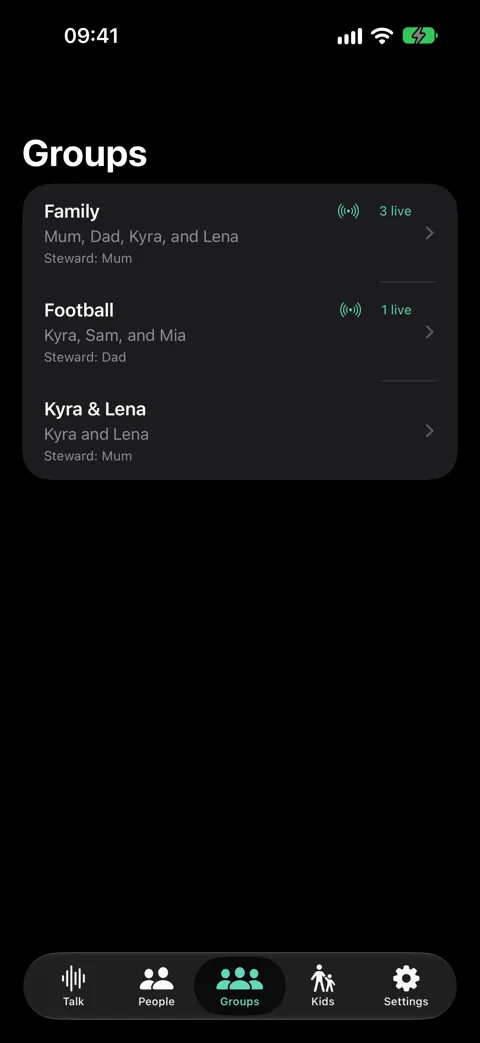 09:41
Groups
Family
3 live
Mum, Dad, Kyra, and Lena
Steward: Mum
Football
1 live
Kyra, Sam, and Mia
Steward: Dad
Kyra & Lena
Kyra and Lena
Steward: Mum
Talk
People
Groups
Kids
Settings